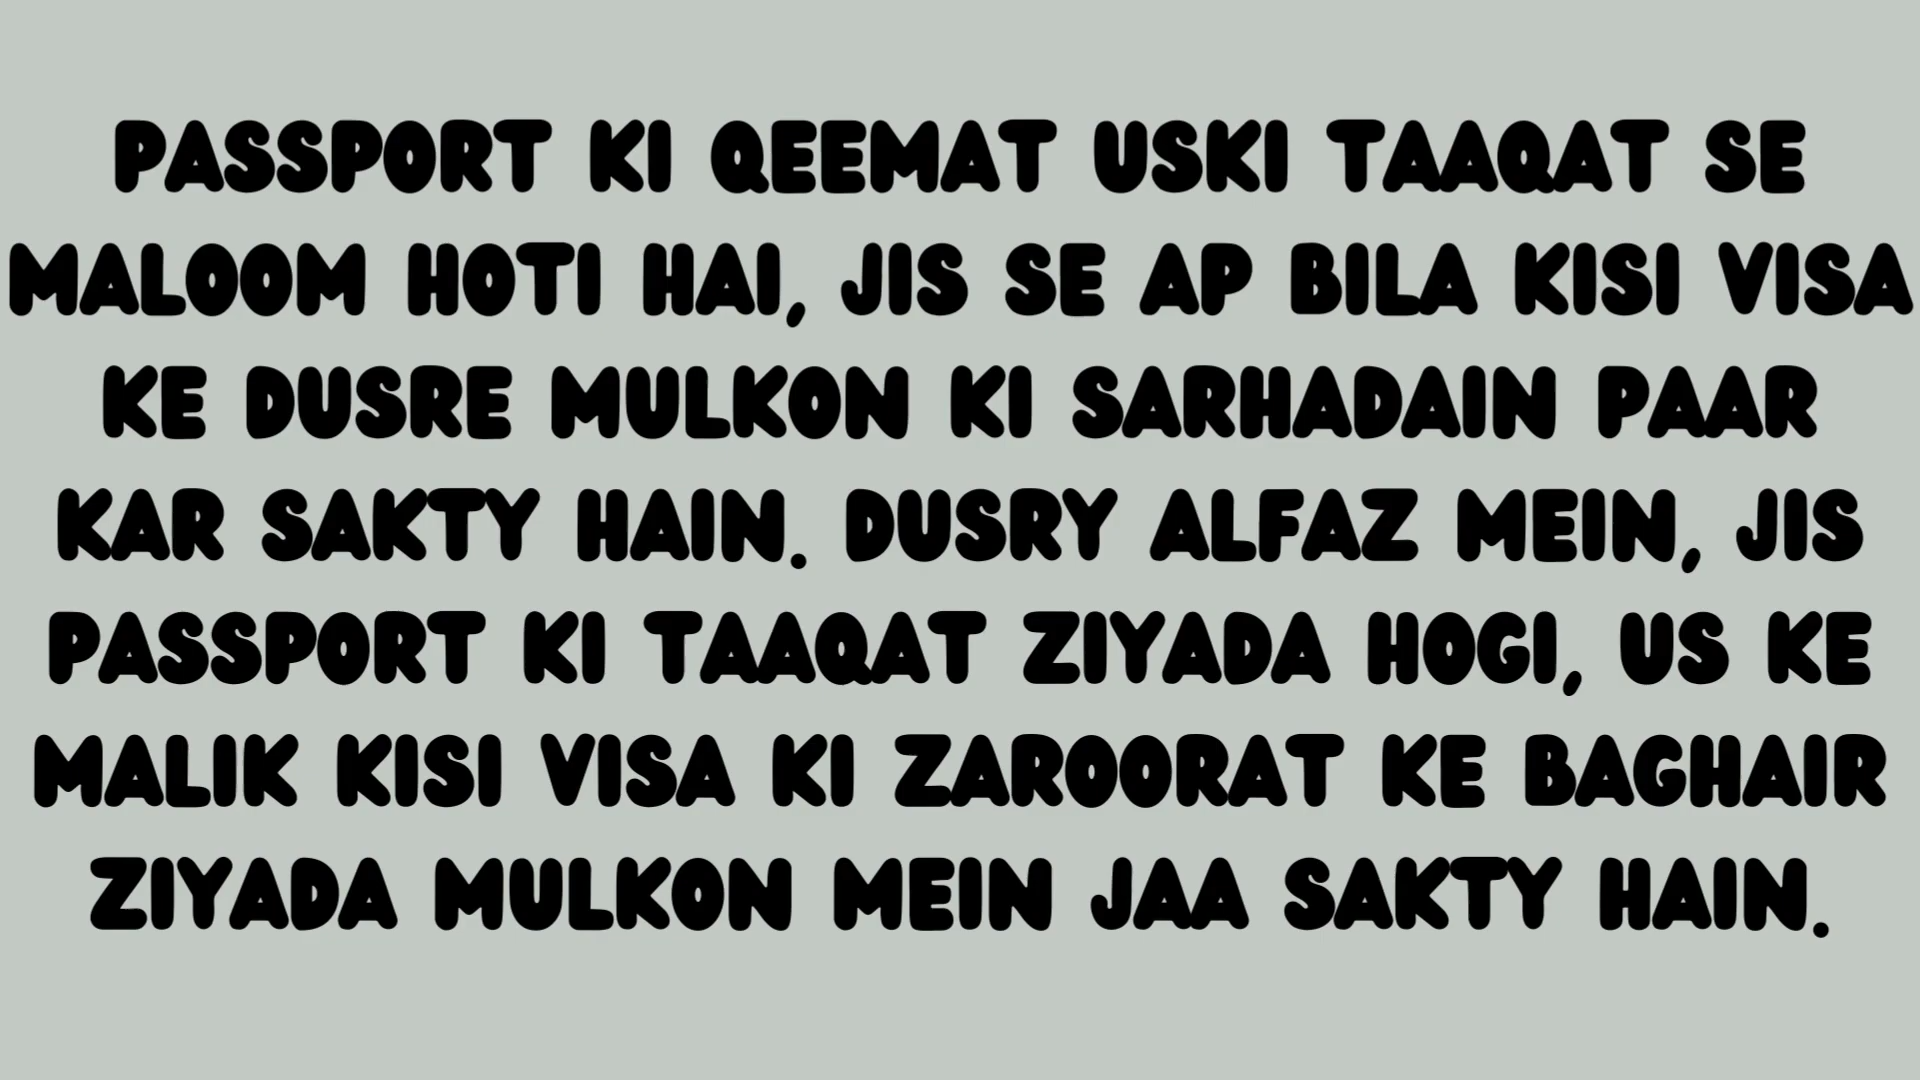 PASSPORT KI QEEMAT USKI TAAQAT SE
MALOOM HOTI HAI, JIS SE AP BILA KISI VISA
KE DUSRE MULKON KI SARHADAIN PAAR
KAR SAKTY HAIN. DUSRY ALFAZ MEIN, JIS
PASSPORT KI TAAQAT ZIYADA HOGI, US KE
MALIK KISI VISA KI ZAROORAT KE BAGHAIR
ZIYADA MULKON MEIN JAA SAKTY HAIN.